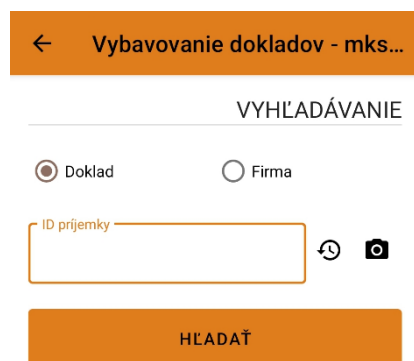 Vybavovanie dokladov - mks...
VYHĽADÁVANIE
Doklad
Firma
ID príjemky
HĽADAŤ